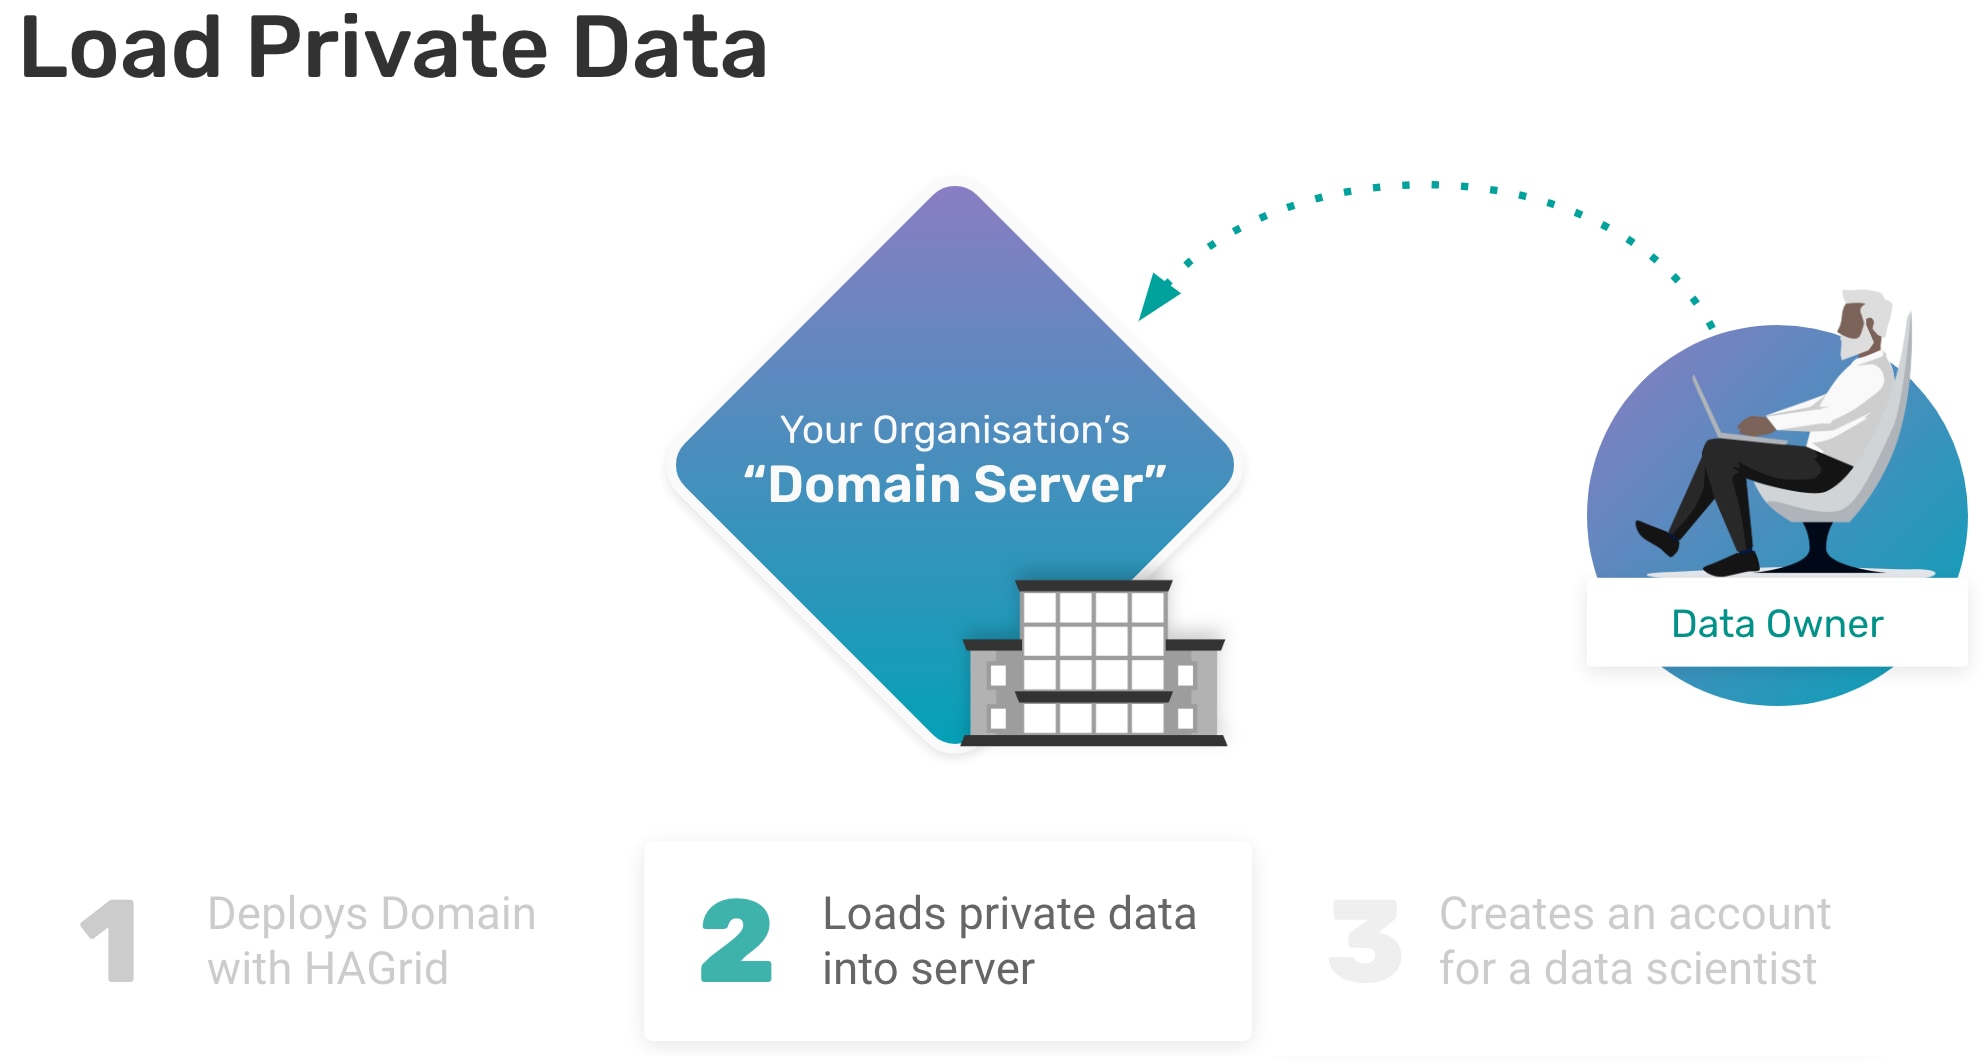 Load Private Data
Your Organisation’s
“Domain Server”
Data Owner
1
Deploys Domain
with HAGrid
2
Loads private data
into server
3
Creates an account
for a data scientist